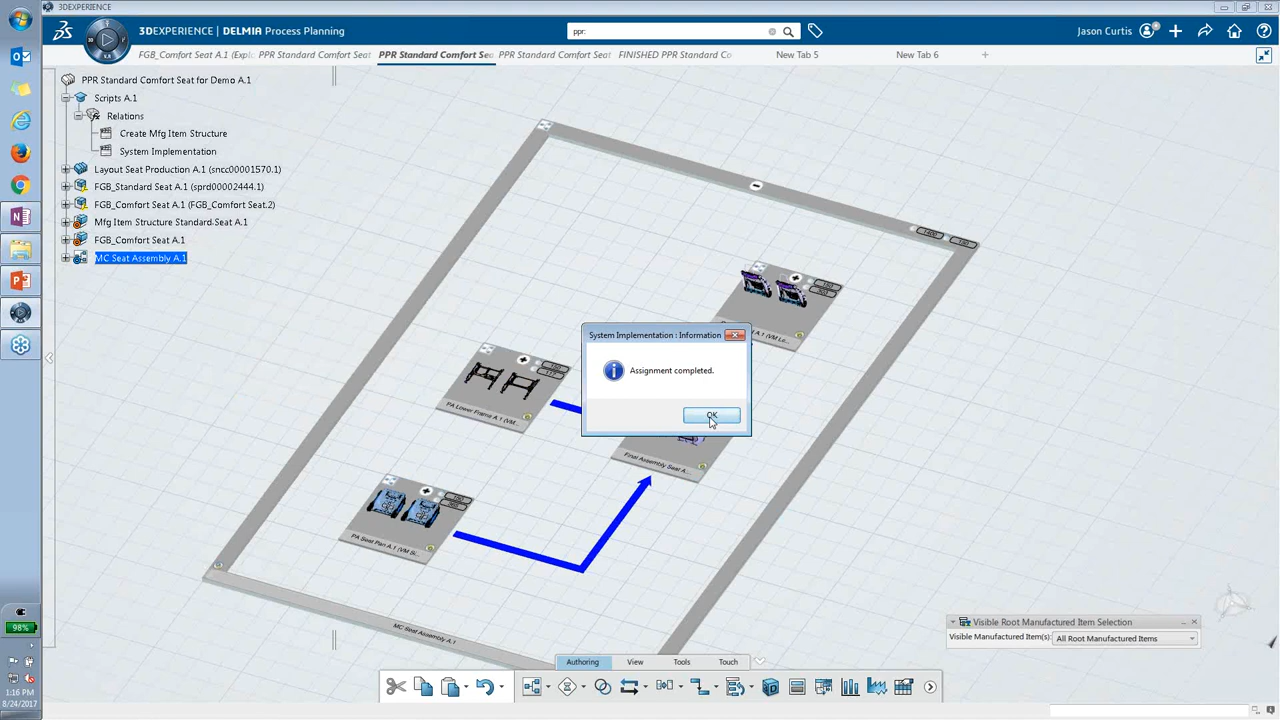 3DEXPERIENCE
3DEXPERIENCE | DELMIA Process Planning
ppr:
Jason Curtis
FGB_Comfort Seat A.1 (Explo
PPR Standard Comfort Seat
PPR Standard Comfort Sea
PPR Standard Comfort Seat
FINISHED PPR Standard Co
New Tab 5
New Tab 6
PPR Standard Comfort Seat for Demo A.1
Scripts A.1
Relations
Create Mfg Item Structure
System Implementation
Layout Seat Production A.1 (sncc00001570.1)
FGB_Standard Seat A.1 (sprd00002444.1)
FGB_Comfort Seat A.1 (FGB_Comfort Seat.2)
Mfg Item Structure Standard Seat A.1
FGB_Comfort Seat A.1
MC Seat Assembly A.1
System Implementation : Information
Assignment completed.
OK
PA Lower Frame A.1 (VM ...
Final Assembly Seat A...
PA Seat Pan A.1 (VM S...
MC Seat Assembly A.1
Visible Root Manufactured Item Selection
Visible Manufactured Item(s):
All Root Manufactured Items
Authoring
View
Tools
Touch
98%
1:16 PM
8/24/2017